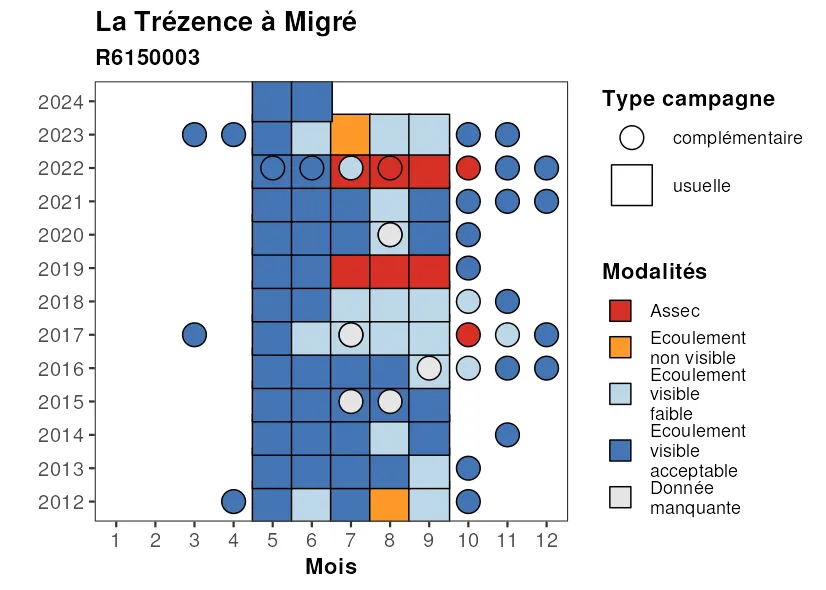 La Trézence à Migré
R6150003
2024
2023
2022
2021
2020
2019
2018
2017
2016
2015
2014
2013
2012
1 2 3 4 5 6 7 8 9 10 11 12
Mois
Type campagne
complémentaire
usuelle
Modalités
Assec
Ecoulement
non visible
Ecoulement
visible
faible
Ecoulement
visible
acceptable
Donnée
manquante